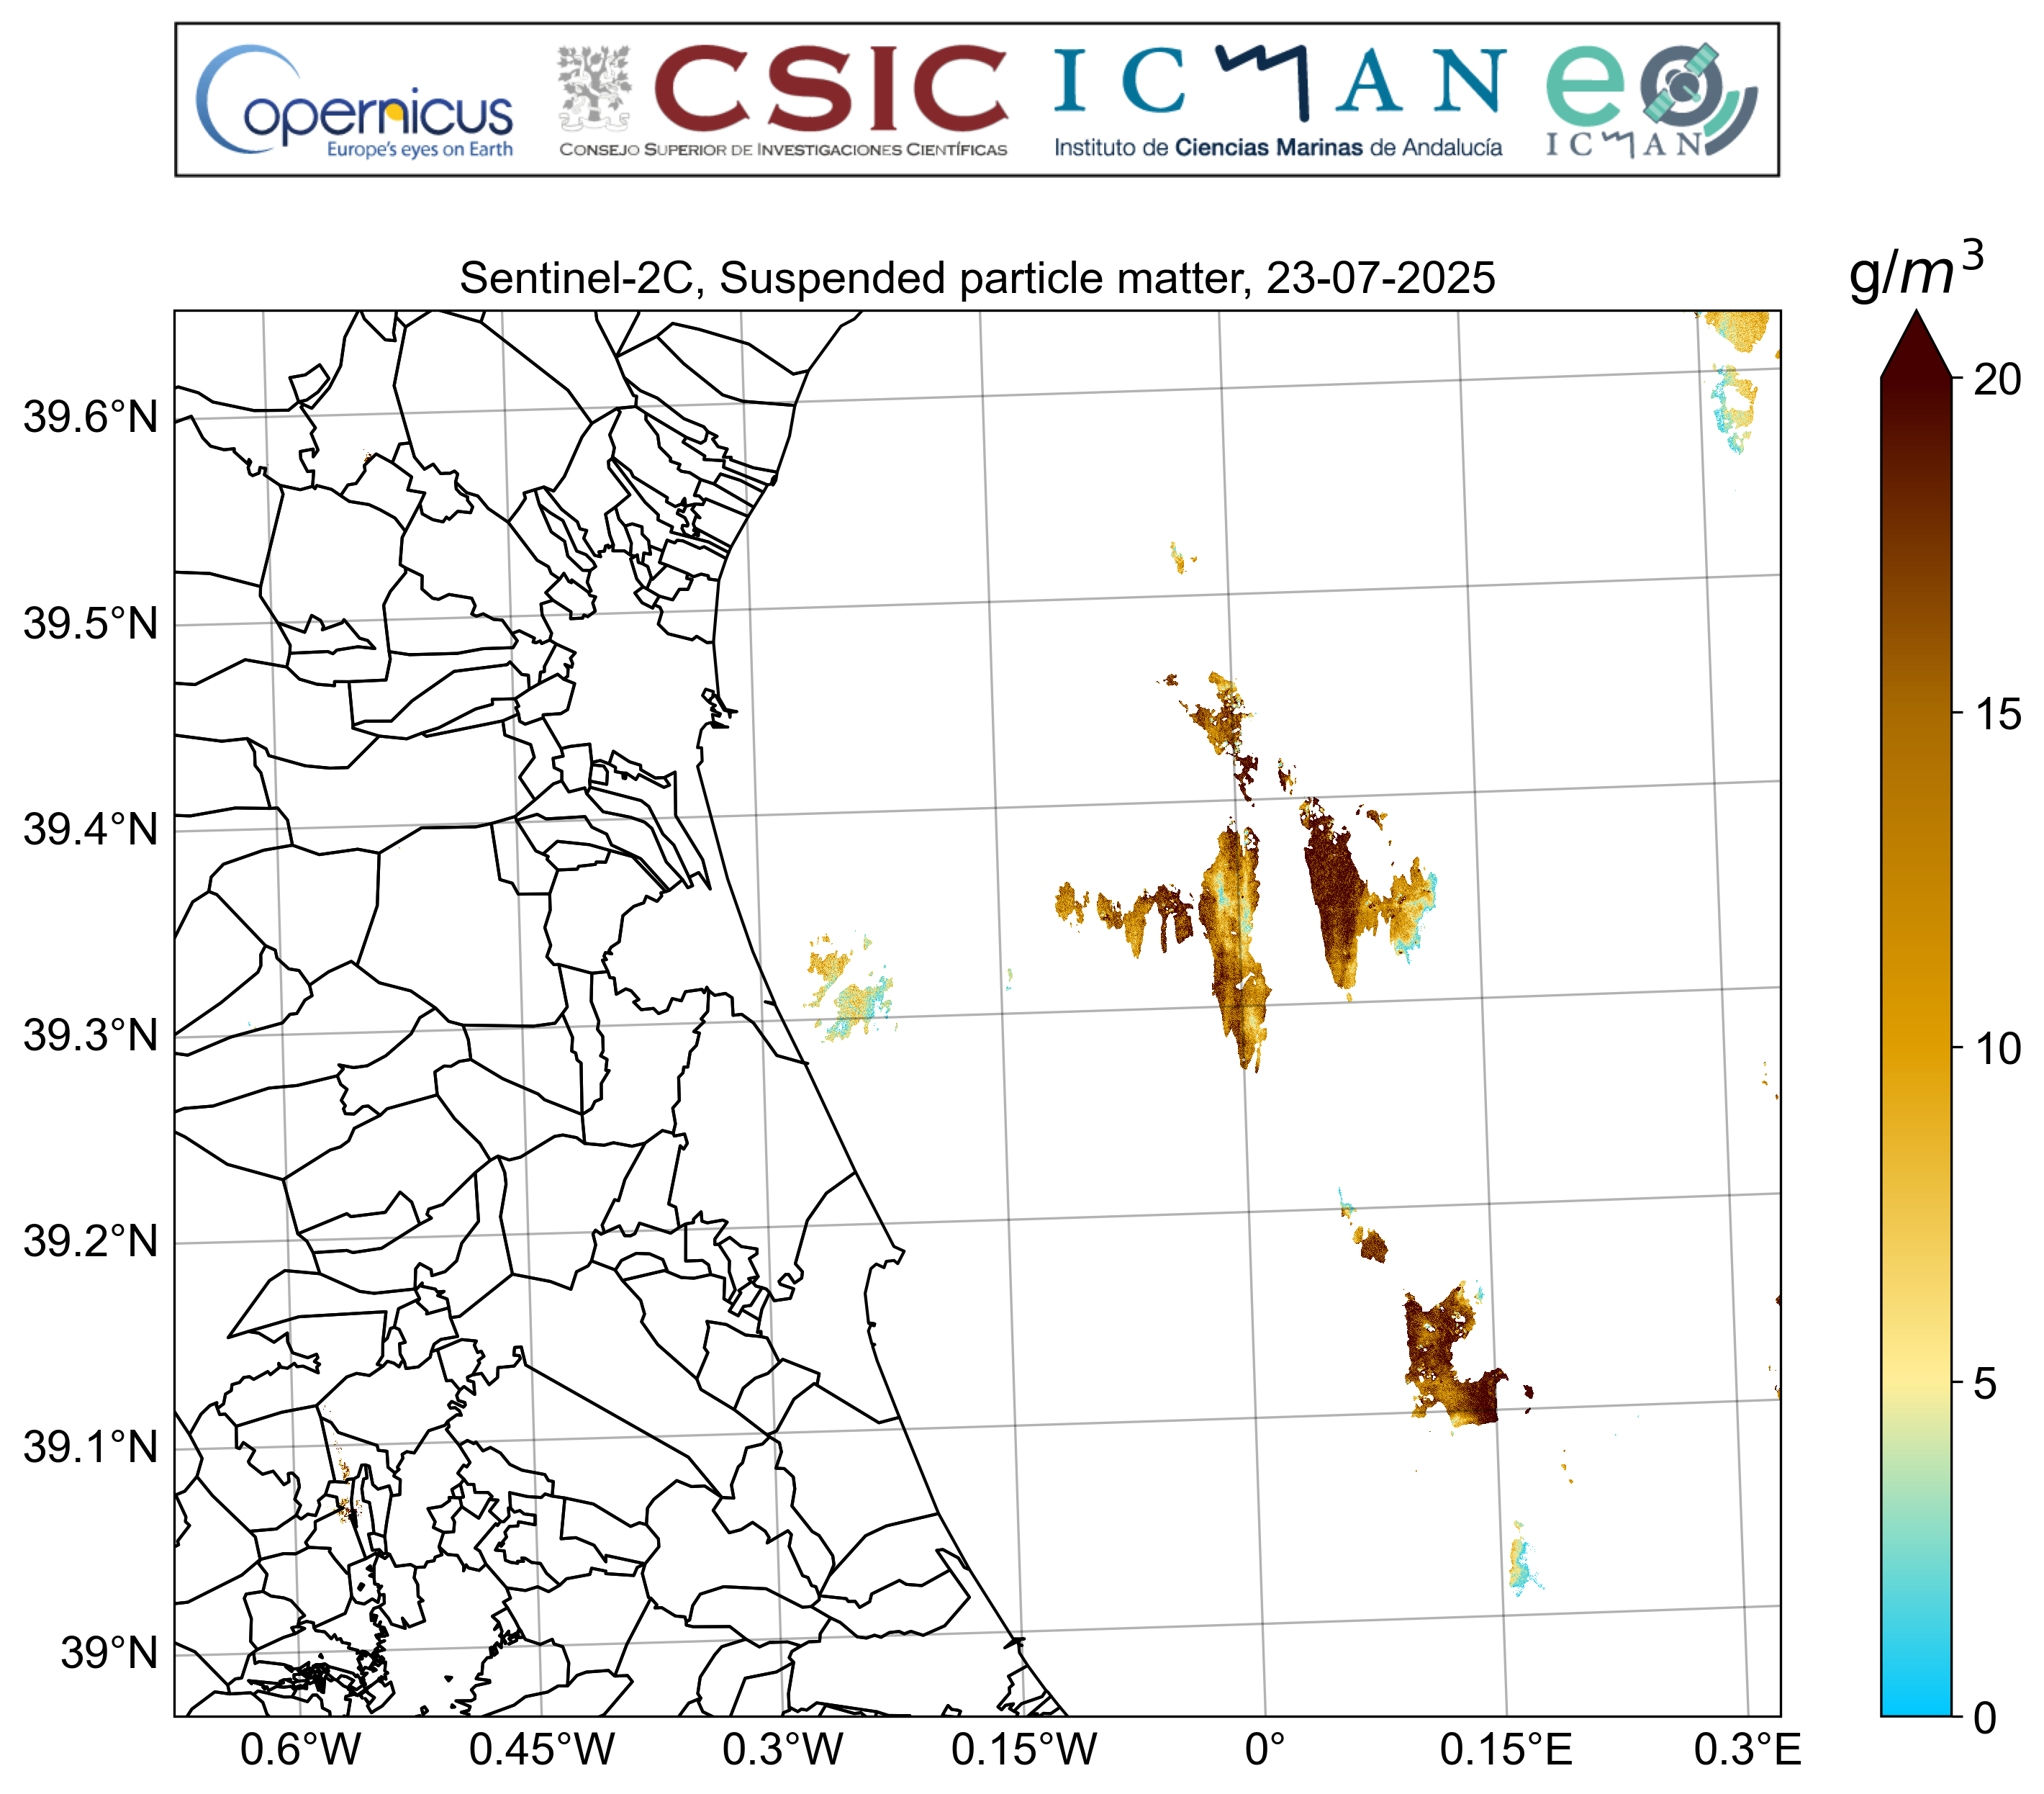 Copernicus
Europe's eyes on Earth
CSIC
CONSEJO SUPERIOR DE INVESTIGACIONES CIENTÍFICAS
ICMAN
Instituto de Ciencias Marinas de Andalucía
eo
ICMAN
Sentinel-2C, Suspended particle matter, 23-07-2025
g/m³
39.6°N
39.5°N
39.4°N
39.3°N
39.2°N
39.1°N
39°N
0.6°W
0.45°W
0.3°W
0.15°W
0°
0.15°E
0.3°E
20
15
10
5
0